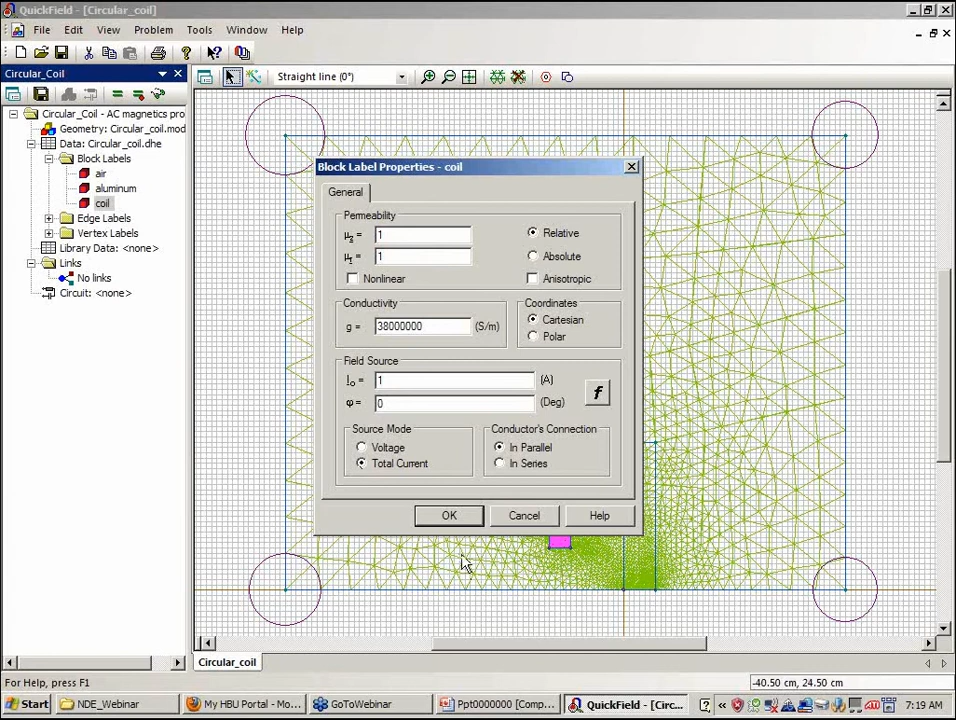 QuickField - [Circular_coil]
File Edit View Problem Tools Window Help
Circular_Coil
Straight line (0°)
Circular_Coil - AC magnetics pro
Geometry: Circular_coil.mod
Data: Circular_coil.dhe
Block Labels
air
aluminum
coil
Edge Labels
Vertex Labels
Library Data: <none>
Links
No links
Circuit: <none>
Block Label Properties - coil
General
Permeability
μz = 1
Relative
μr = 1
Absolute
Nonlinear
Anisotropic
Conductivity
g = 38000000 (S/m)
Coordinates
Cartesian
Polar
Field Source
Io = 1 (A)
φ = 0 (Deg)
f
Source Mode
Voltage
Total Current
Conductor's Connection
In Parallel
In Series
OK Cancel Help
Circular_coil
For Help, press F1
-40.50 cm, 24.50 cm
Start NDE_Webinar My HBU Portal - Mo... GoToWebinar Ppt0000000 [Comp... QuickField - [Circ... 7:19 AM